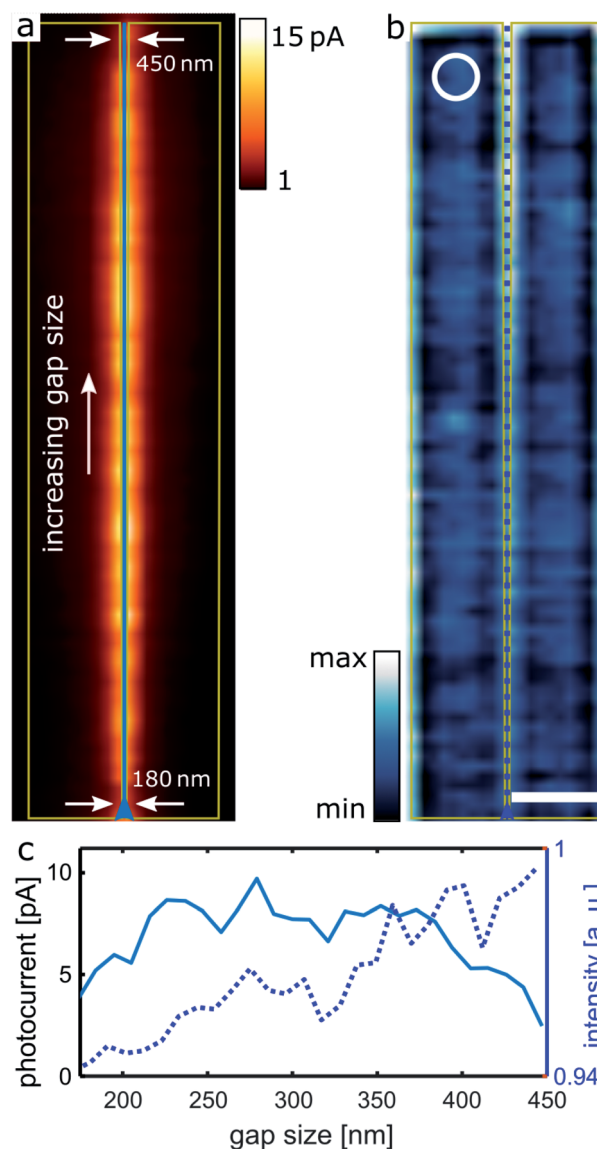 a
450 nm
15 pA
1
increasing gap size
180 nm
b
max
min
c
photocurrent [pA]
10
5
0
200
250
300
350
400
450
gap size [nm]
1
0.94
intensity [a. u.]